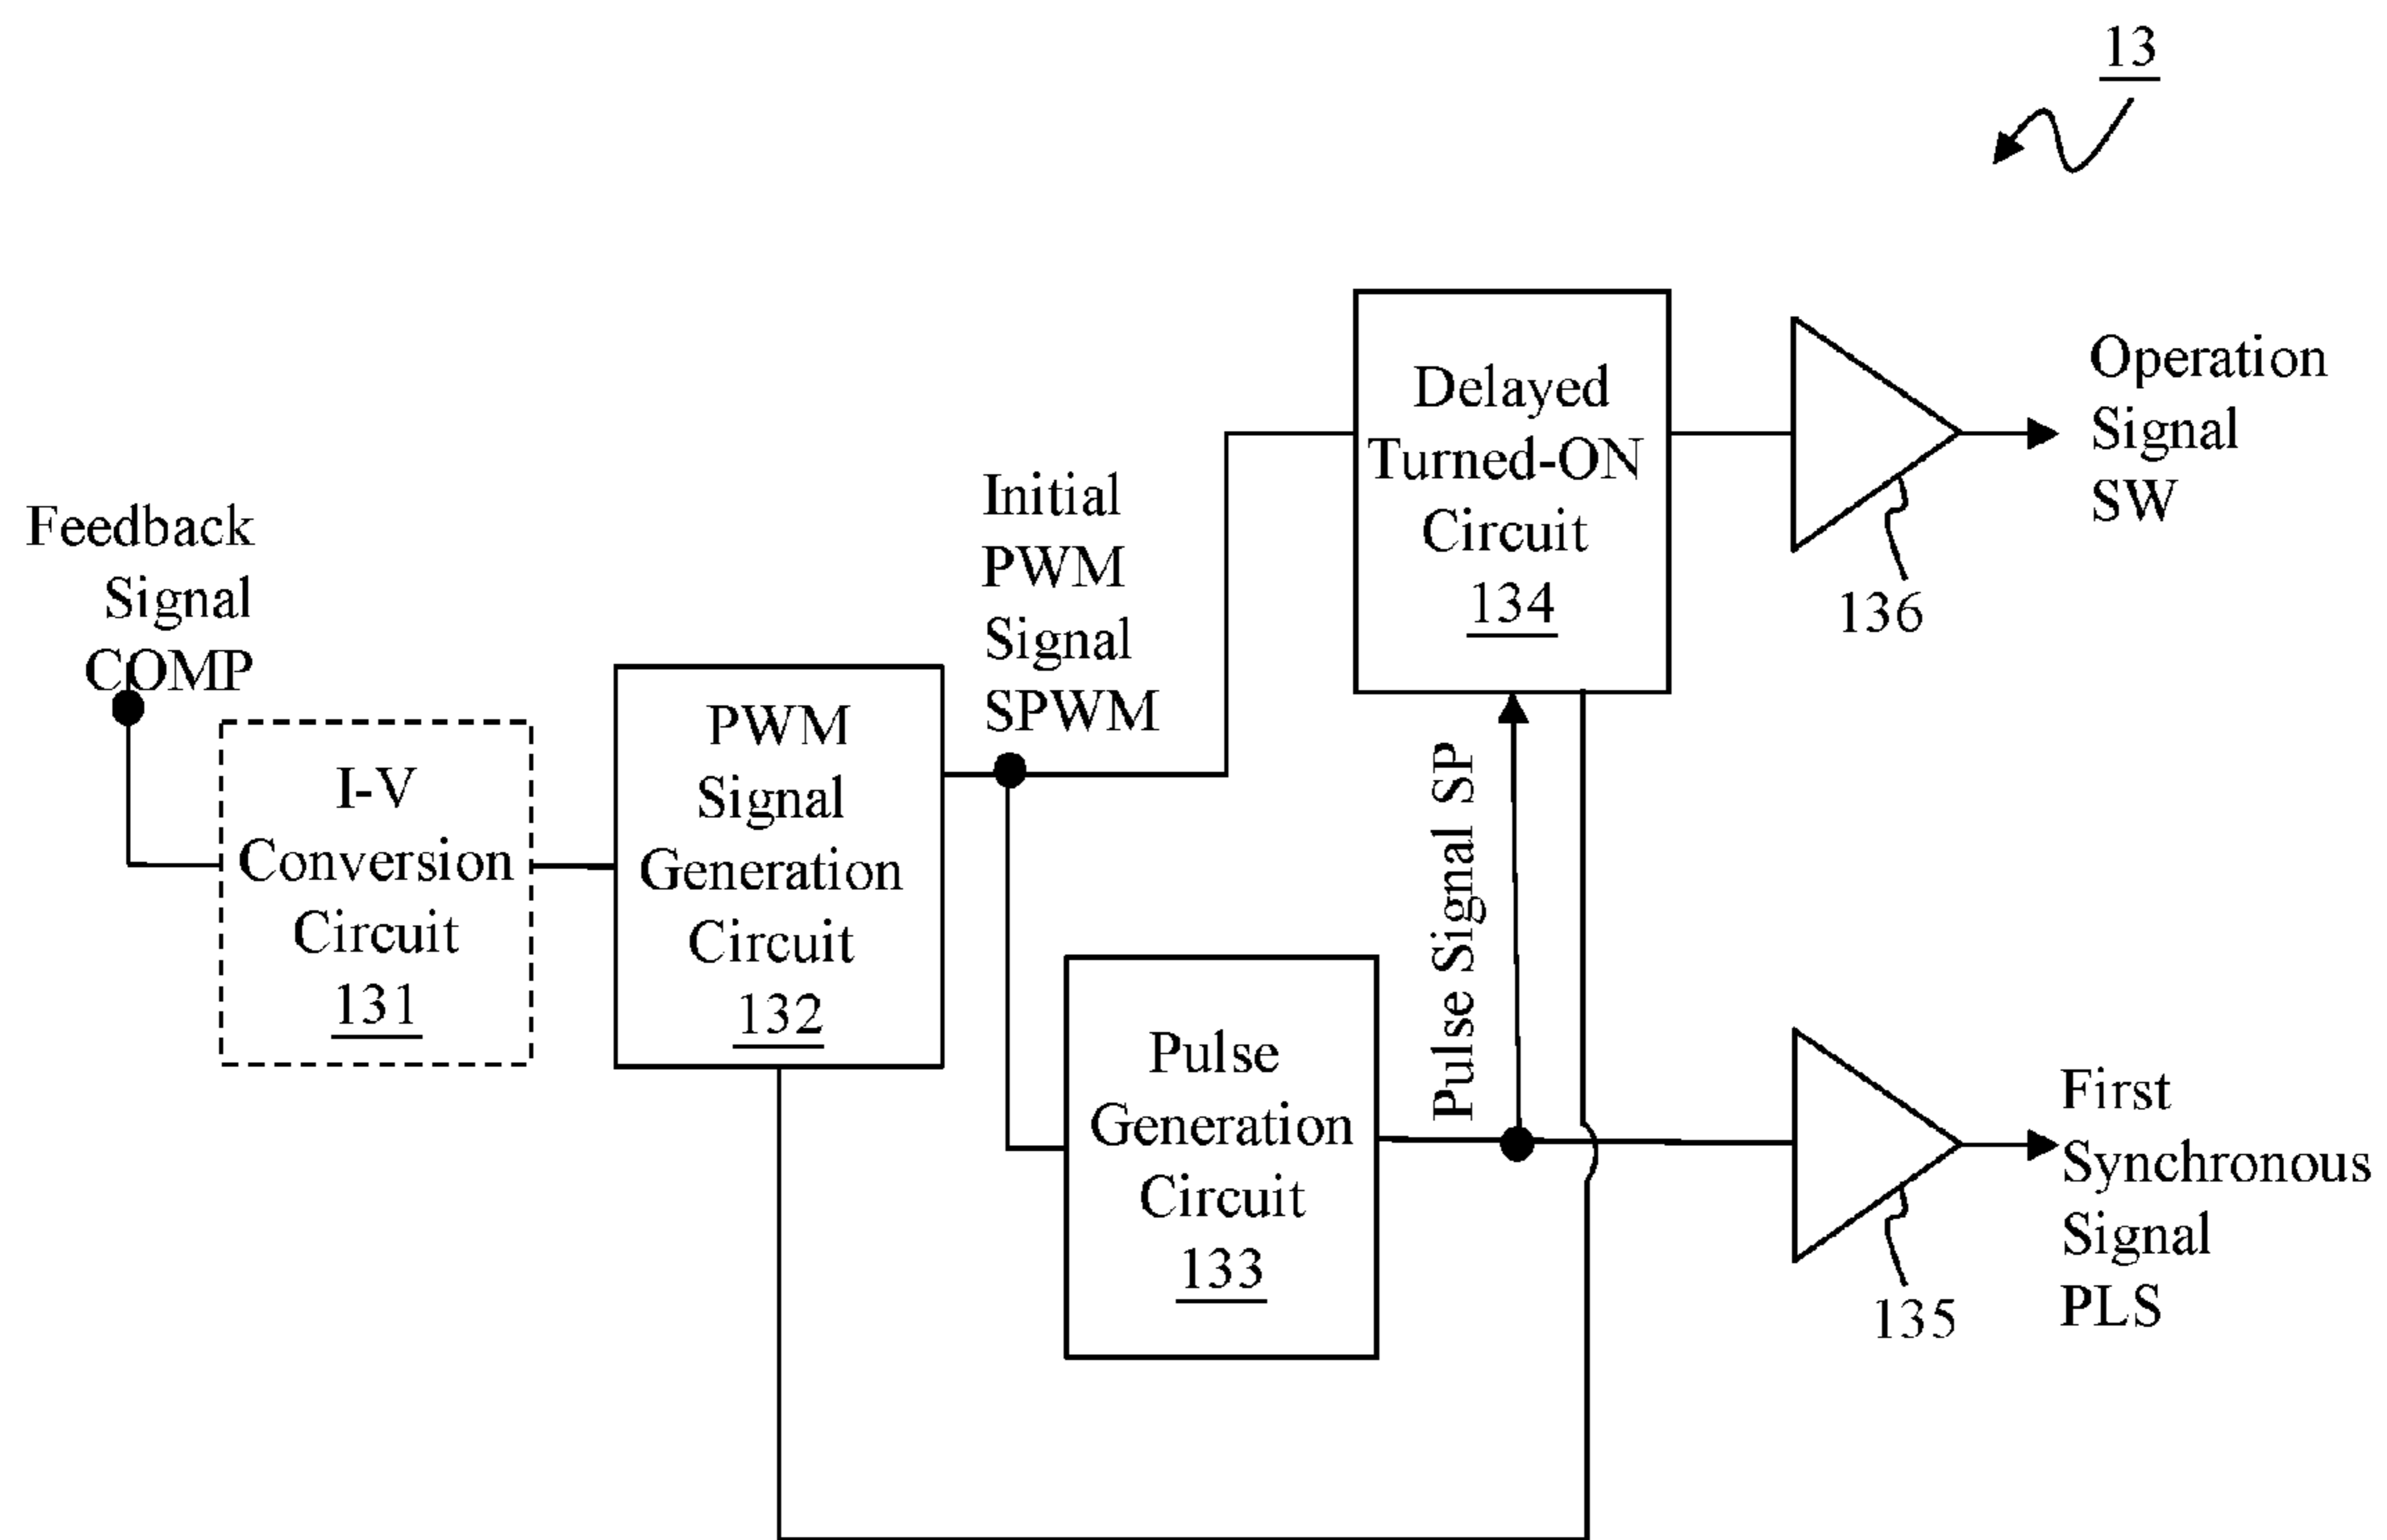 13
Feedback
Signal
COMP
I-V
Conversion
Circuit
131
PWM
Signal
Generation
Circuit
132
Initial
PWM
Signal
SPWM
Delayed
Turned-ON
Circuit
134
136
Operation
Signal
SW
Pulse Signal SP
Pulse
Generation
Circuit
133
135
First
Synchronous
Signal
PLS